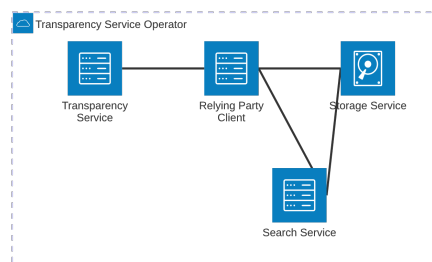 Transparency Service Operator
Transparency
Service
Relying Party
Client
Storage Service
Search Service